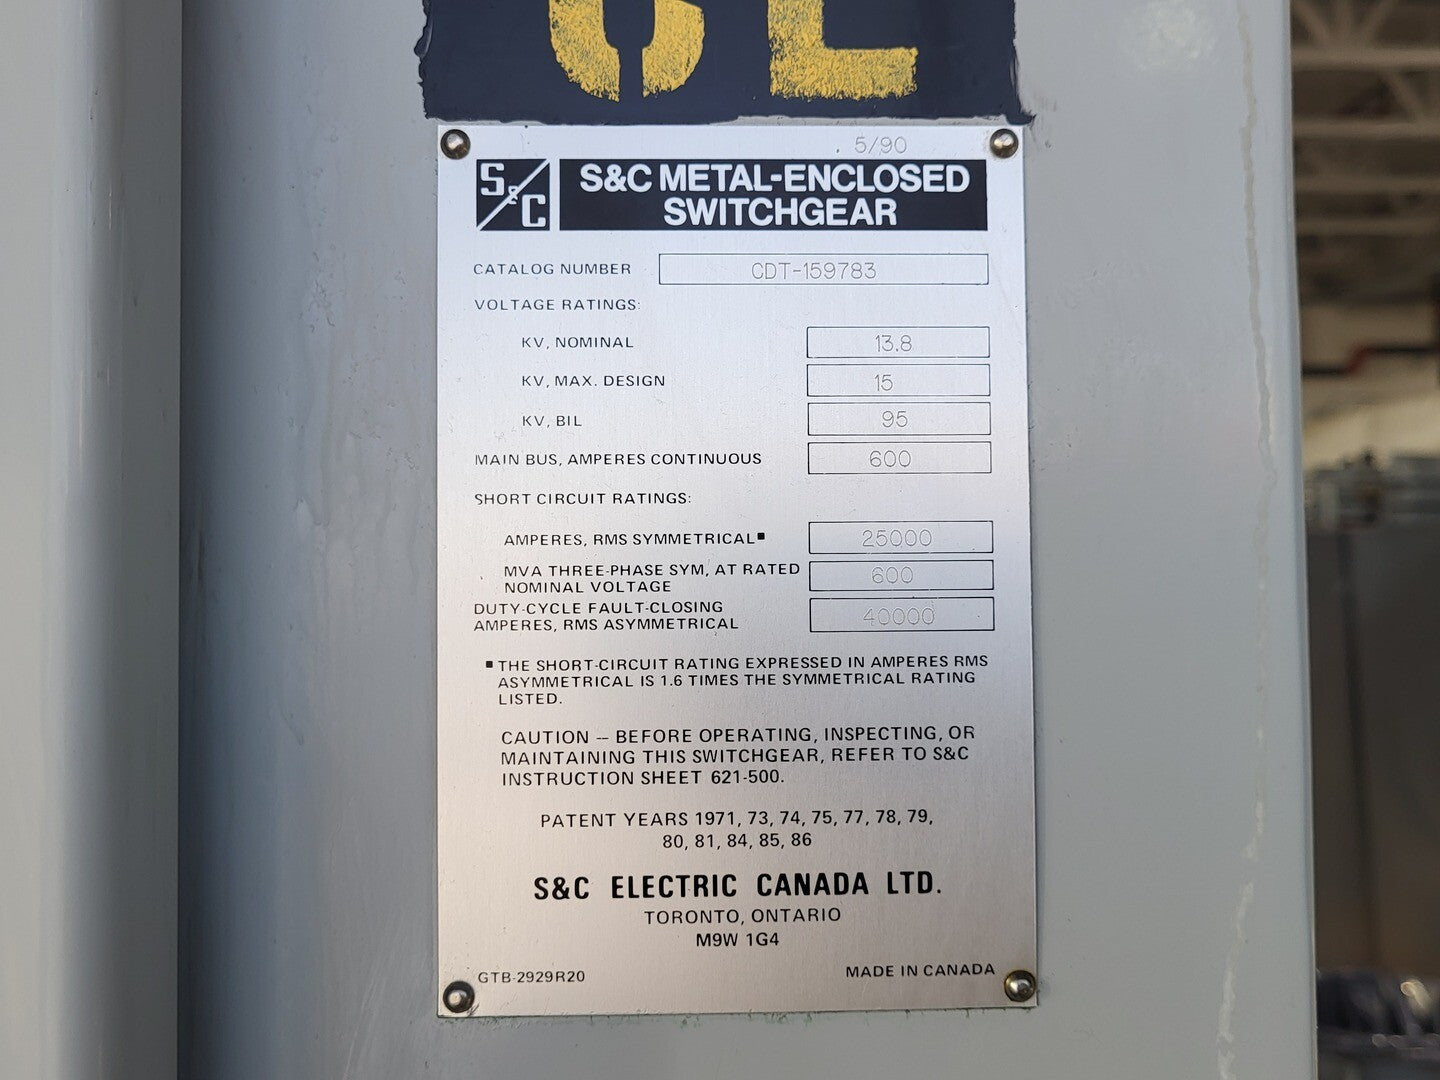 CL
5/90
S&C
S&C METAL-ENCLOSED
SWITCHGEAR
CATALOG NUMBER CDT-159783
VOLTAGE RATINGS:
KV, NOMINAL 13.8
KV, MAX. DESIGN 15
KV, BIL 95
MAIN BUS, AMPERES CONTINUOUS 600
SHORT CIRCUIT RATINGS:
AMPERES, RMS SYMMETRICAL■ 25000
MVA THREE-PHASE SYM, AT RATED
NOMINAL VOLTAGE 600
DUTY-CYCLE FAULT-CLOSING
AMPERES, RMS ASYMMETRICAL 40000
■ THE SHORT-CIRCUIT RATING EXPRESSED IN AMPERES RMS
ASYMMETRICAL IS 1.6 TIMES THE SYMMETRICAL RATING
LISTED.
CAUTION -- BEFORE OPERATING, INSPECTING, OR
MAINTAINING THIS SWITCHGEAR, REFER TO S&C
INSTRUCTION SHEET 621-500.
PATENT YEARS 1971, 73, 74, 75, 77, 78, 79,
80, 81, 84, 85, 86
S&C ELECTRIC CANADA LTD.
TORONTO, ONTARIO
M9W 1G4
GTB-2929R20
MADE IN CANADA